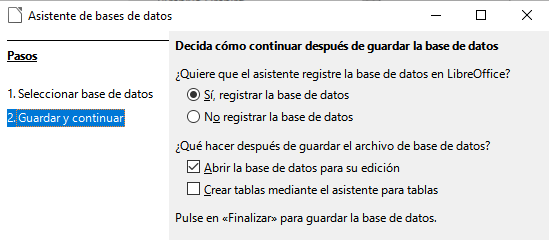 Asistente de bases de datos
Pasos
1. Seleccionar base de datos
2. Guardar y continuar
Decida cómo continuar después de guardar la base de datos
¿Quiere que el asistente registre la base de datos en LibreOffice?
Sí, registrar la base de datos
No registrar la base de datos
¿Qué hacer después de guardar el archivo de base de datos?
Abrir la base de datos para su edición
Crear tablas mediante el asistente para tablas
Pulse en «Finalizar» para guardar la base de datos.